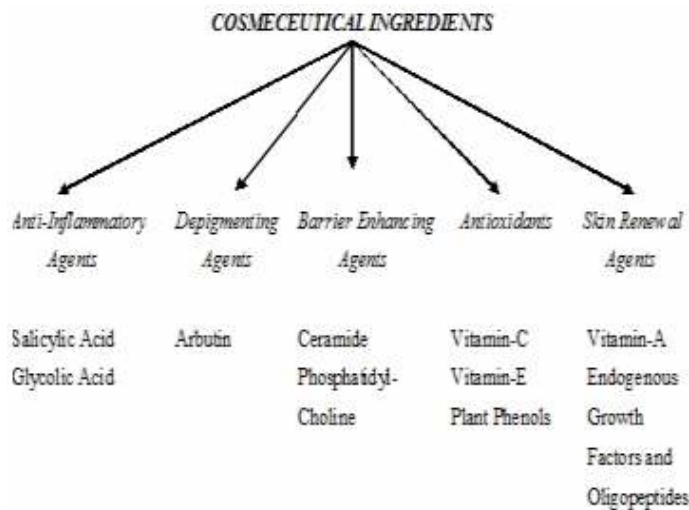 COSMECEUTICAL INGREDIENTS
Anti-Inflammatory
Agents
Depigmenting
Agents
Barrier Enhancing
Agents
Antioxidants
Skin Renewal
Agents
Salicylic Acid
Glycolic Acid
Arbutin
Ceramide
Phosphatidyl-
Choline
Vitamin-C
Vitamin-E
Plant Phenols
Vitamin-A
Endogenous
Growth
Factors and
Oligopeptides